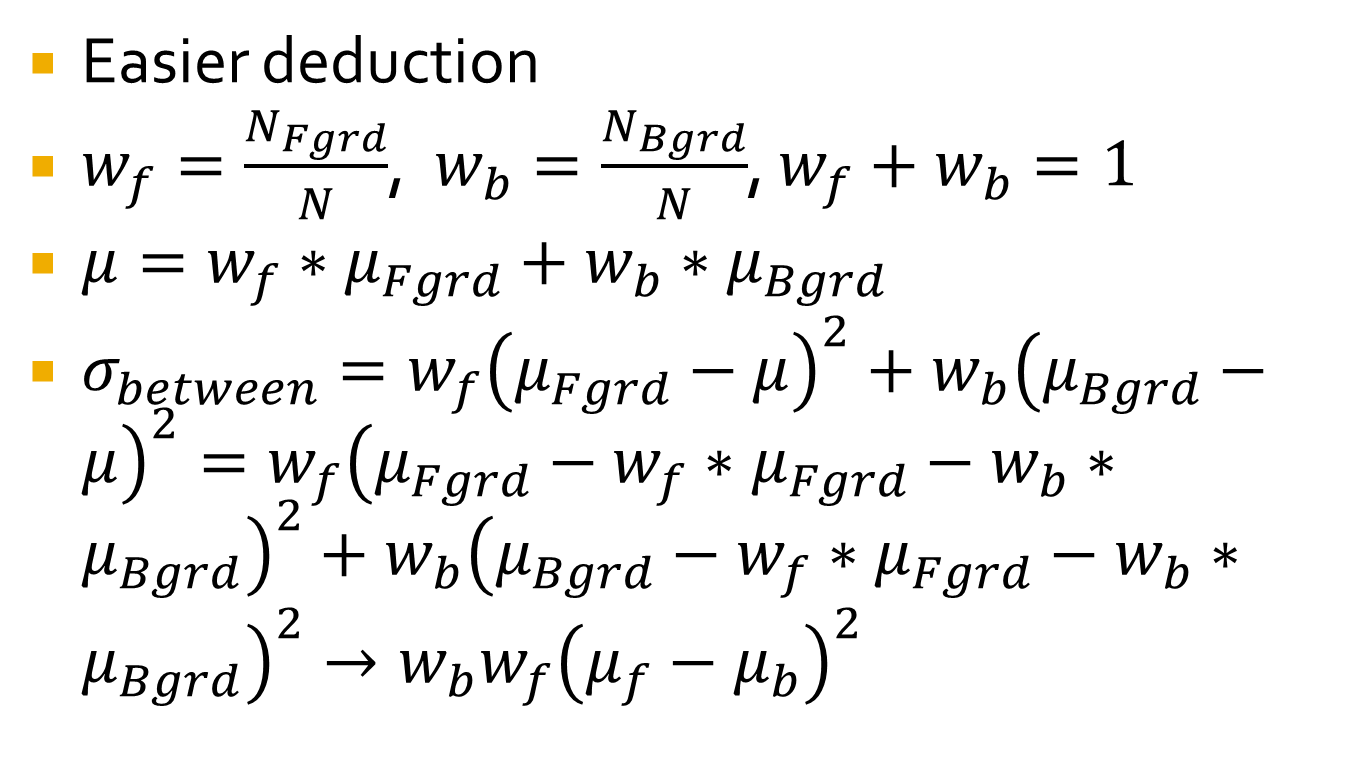 Easier deduction
w_f = N_Fgrd/N, w_b = N_Bgrd/N, w_f + w_b = 1
μ = w_f * μ_Fgrd + w_b * μ_Bgrd
σ_between = w_f(μ_Fgrd − μ)^2 + w_b(μ_Bgrd −
μ)^2 = w_f(μ_Fgrd − w_f * μ_Fgrd − w_b *
μ_Bgrd)^2 + w_b(μ_Bgrd − w_f * μ_Fgrd − w_b *
μ_Bgrd)^2 → w_b w_f(μ_f − μ_b)^2